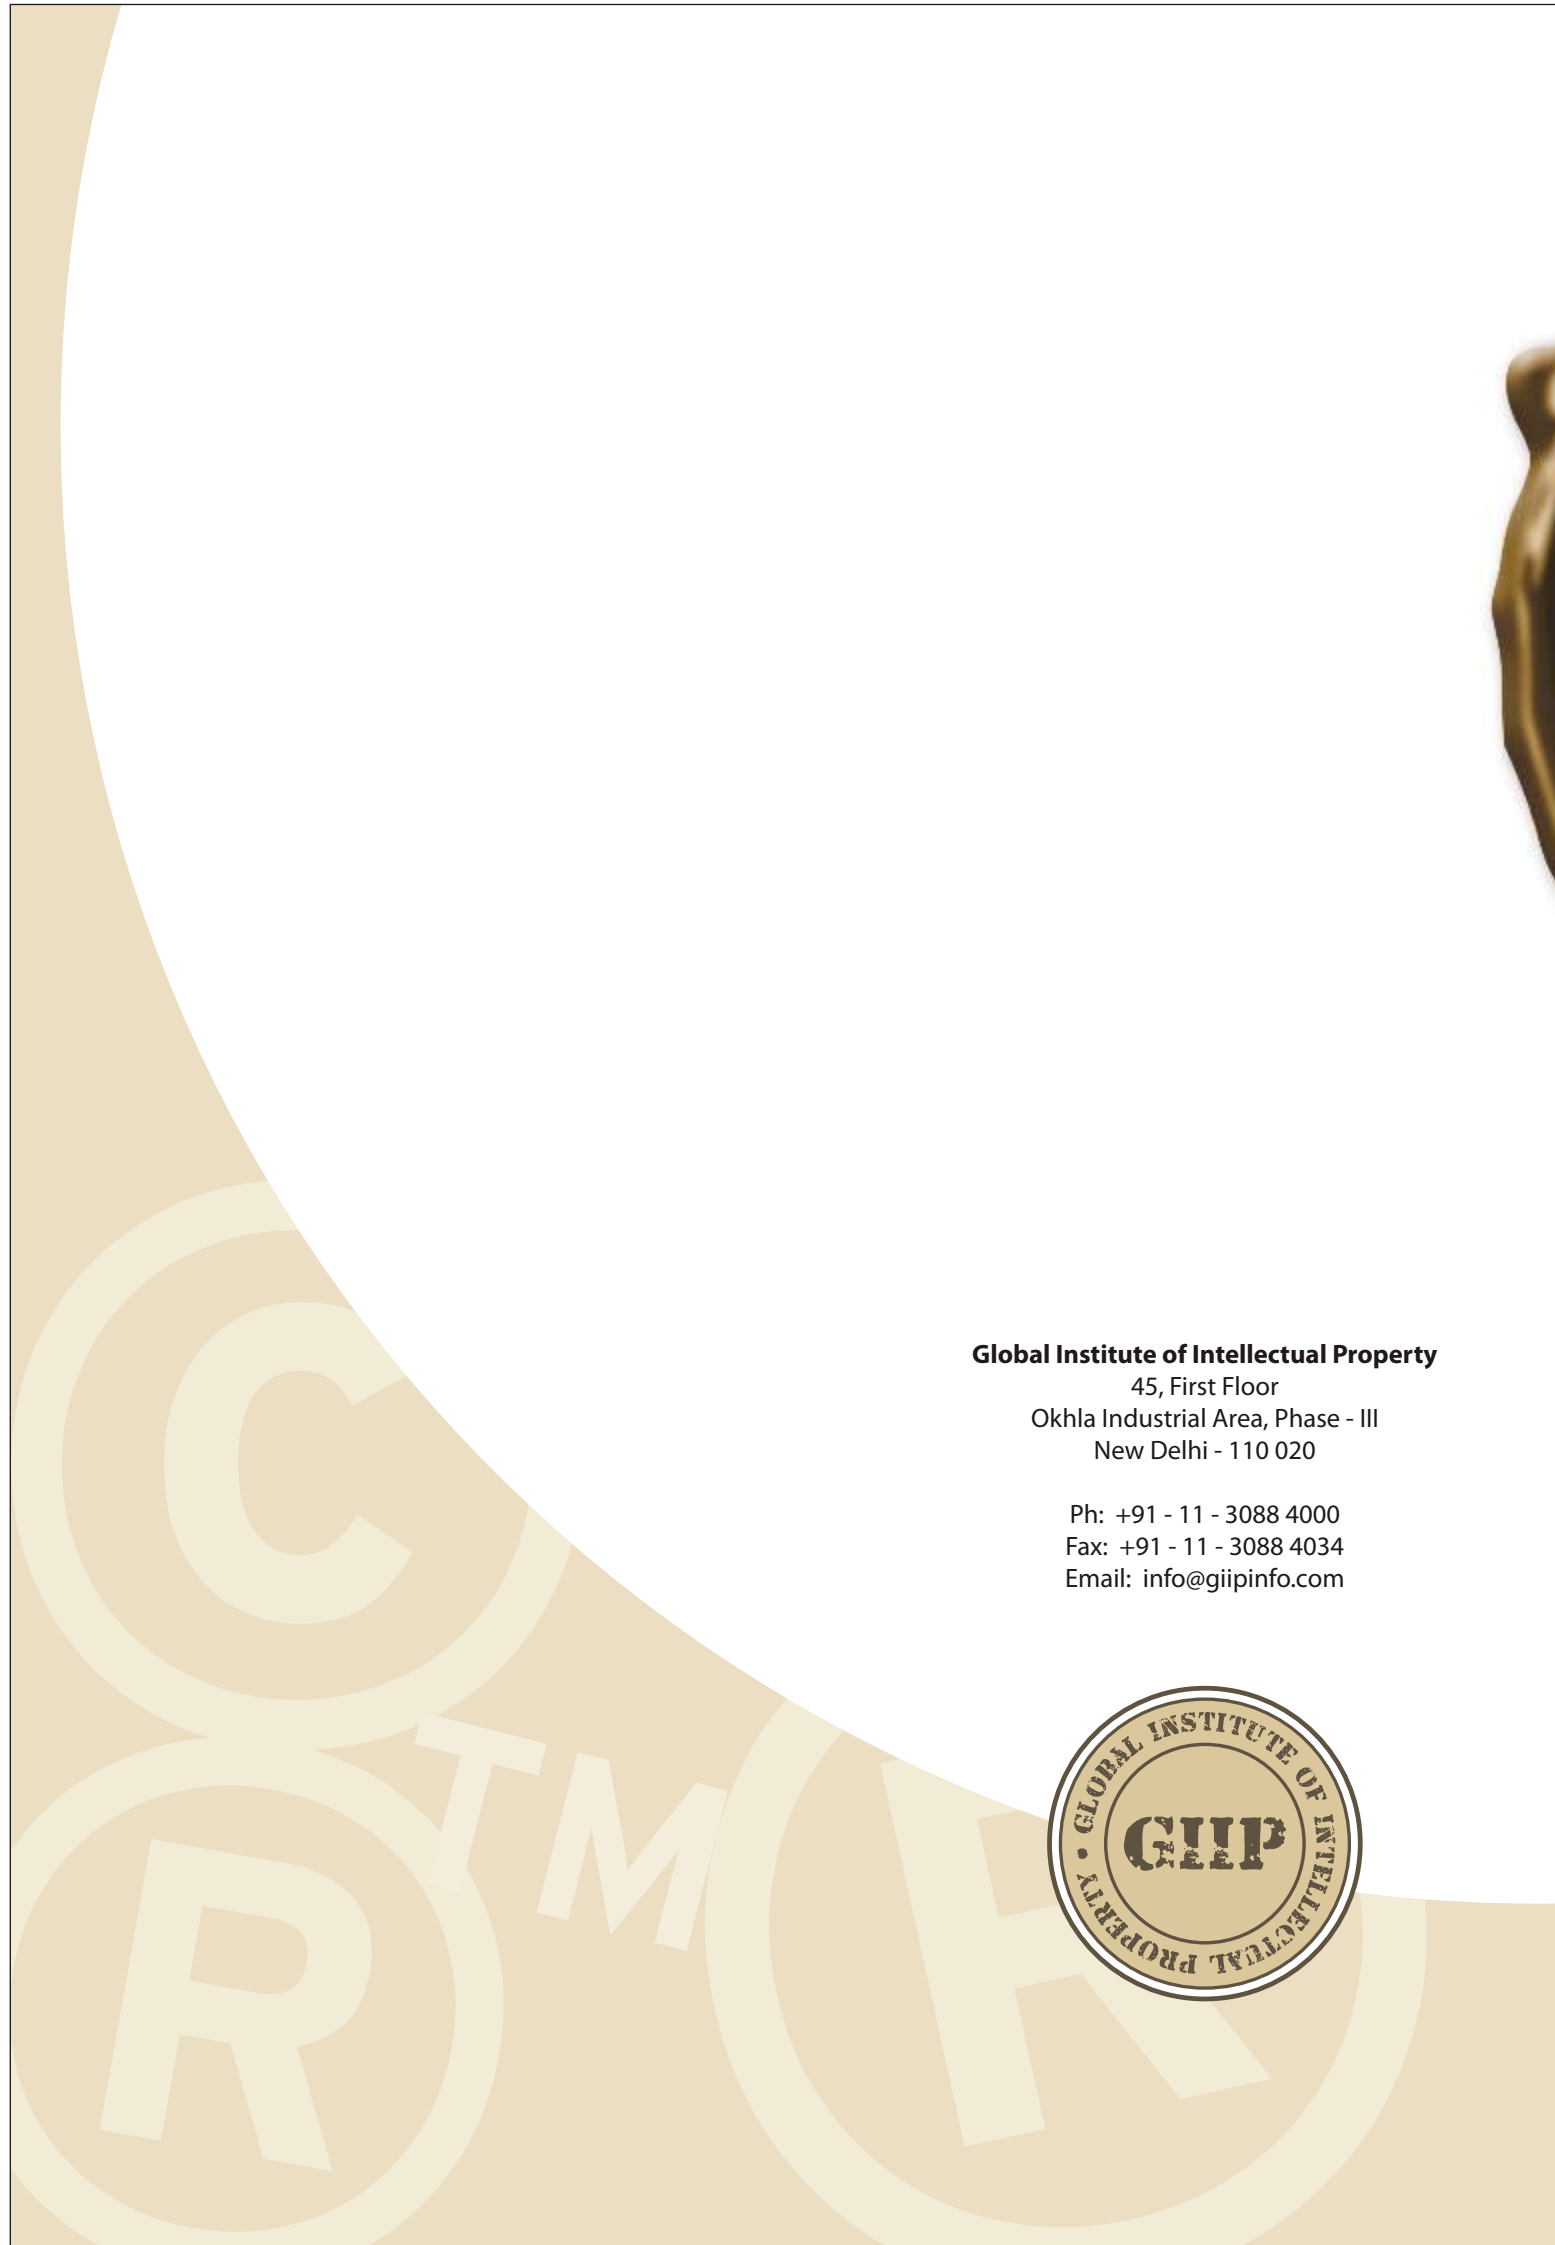 Global Institute of Intellectual Property
45, First Floor
Okhla Industrial Area, Phase - III
New Delhi - 110 020
Ph: +91 - 11 - 3088 4000
Fax: +91 - 11 - 3088 4034
Email: info@giipinfo.com
©
TM
®
®
GLOBAL INSTITUTE OF INTELLECTUAL PROPERTY •
GIIP